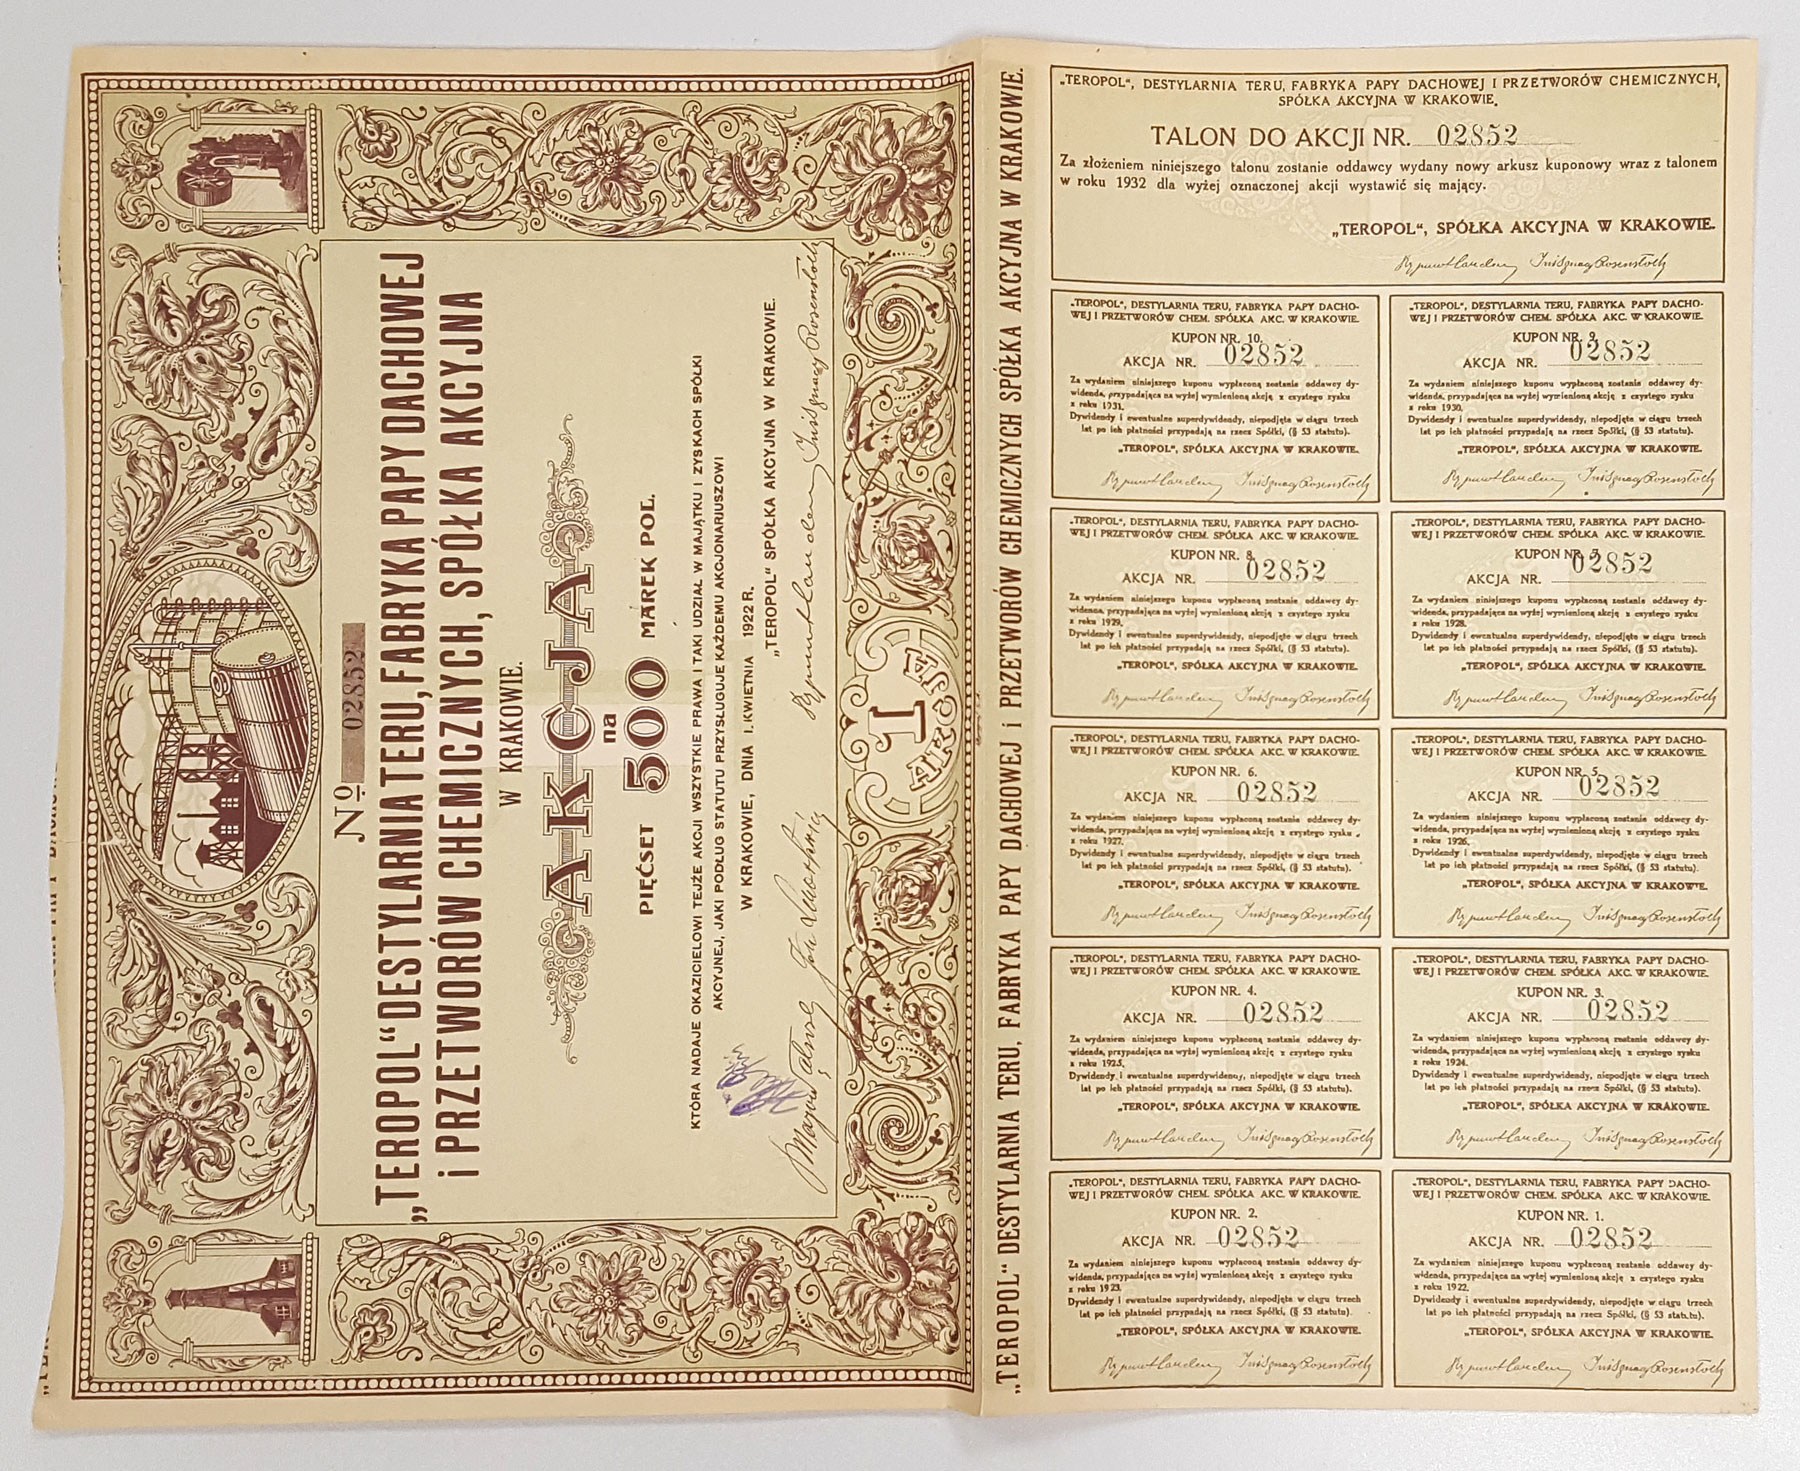 № 02852
„TEROPOL“ DESTYLARNIA TERU, FABRYKA PAPY DACHOWEJ
i PRZETWORÓW CHEMICZNYCH, SPÓŁKA AKCYJNA
W KRAKOWIE.
AKCJA
na
PIĘĆSET 500 MAREK POL.
KTÓRA NADAJE OKAZICIELOWI TEJŻE AKCJI WSZYSTKIE PRAWA I TAKI UDZIAŁ W MAJĄTKU I ZYSKACH SPÓŁKI
AKCYJNEJ, JAKI PODŁUG STATUTU PRZYSŁUGUJE KAŻDEMU AKCJONARIUSZOWI
W KRAKOWIE, DNIA 1. KWIETNIA 1922 R.
„TEROPOL“ SPÓŁKA AKCYJNA W KRAKOWIE.
1 AKCJA
„TEROPOL“ DESTYLARNIA TERU, FABRYKA PAPY DACHOWEJ i PRZETWORÓW CHEMICZNYCH SPÓŁKA AKCYJNA W KRAKOWIE.
„TEROPOL“, DESTYLARNIA TERU, FABRYKA PAPY DACHOWEJ I PRZETWORÓW CHEMICZNYCH,
SPÓŁKA AKCYJNA W KRAKOWIE,
TALON DO AKCJI NR. 02852
Za złożeniem niniejszego talonu zostanie oddawcy wydany nowy arkusz kuponowy wraz z talonem
w roku 1932 dla wyżej oznaczonej akcji wystawić się mający.
„TEROPOL“, SPÓŁKA AKCYJNA W KRAKOWIE.
„TEROPOL“, DESTYLARNIA TERU, FABRYKA PAPY DACHO-
WEJ I PRZETWORÓW CHEM. SPÓŁKA AKC. W KRAKOWIE.
KUPON NR. 10.
AKCJA NR. 02852
Za wydaniem niniejszego kuponu wypłaconą zostanie oddawcy dy-
widenda, przypadająca na wyżej wymienioną akcję z czystego zysku
z roku 1931.
Dywidendy i ewentualne superdywidendy, niepodjęte w ciągu trzech
lat po ich płatności przypadają na rzecz Spółki, (§ 53 statutu).
„TEROPOL“, SPÓŁKA AKCYJNA W KRAKOWIE.
„TEROPOL“, DESTYLARNIA TERU, FABRYKA PAPY DACHO-
WEJ I PRZETWORÓW CHEM. SPÓŁKA AKC. W KRAKOWIE.
KUPON NR. 9.
AKCJA NR. 02852
Za wydaniem niniejszego kuponu wypłaconą zostanie oddawcy dy-
widenda, przypadająca na wyżej wymienioną akcję z czystego zysku
z roku 1930.
Dywidendy i ewentualne superdywidendy, niepodjęte w ciągu trzech
lat po ich płatności przypadają na rzecz Spółki, (§ 53 statutu).
„TEROPOL“, SPÓŁKA AKCYJNA W KRAKOWIE.
„TEROPOL“, DESTYLARNIA TERU, FABRYKA PAPY DACHO-
WEJ I PRZETWORÓW CHEM. SPÓŁKA AKC. W KRAKOWIE.
KUPON NR. 8.
AKCJA NR. 02852
Za wydaniem niniejszego kuponu wypłaconą zostanie oddawcy dy-
widenda, przypadająca na wyżej wymienioną akcję z czystego zysku
z roku 1929.
Dywidendy i ewentualne superdywidendy, niepodjęte w ciągu trzech
lat po ich płatności przypadają na rzecz Spółki, (§ 53 statutu).
„TEROPOL“, SPÓŁKA AKCYJNA W KRAKOWIE.
„TEROPOL“, DESTYLARNIA TERU, FABRYKA PAPY DACHO-
WEJ I PRZETWORÓW CHEM. SPÓŁKA AKC. W KRAKOWIE.
KUPON NR. 7.
AKCJA NR. 02852
Za wydaniem niniejszego kuponu wypłaconą zostanie oddawcy dy-
widenda, przypadająca na wyżej wymienioną akcję z czystego zysku
z roku 1928.
Dywidendy i ewentualne superdywidendy, niepodjęte w ciągu trzech
lat po ich płatności przypadają na rzecz Spółki, (§ 53 statutu).
„TEROPOL“, SPÓŁKA AKCYJNA W KRAKOWIE.
„TEROPOL“, DESTYLARNIA TERU, FABRYKA PAPY DACHO-
WEJ I PRZETWORÓW CHEM. SPÓŁKA AKC. W KRAKOWIE.
KUPON NR. 6.
AKCJA NR. 02852
Za wydaniem niniejszego kuponu wypłaconą zostanie oddawcy dy-
widenda, przypadająca na wyżej wymienioną akcję z czystego zysku
z roku 1927.
Dywidendy i ewentualne superdywidendy, niepodjęte w ciągu trzech
lat po ich płatności przypadają na rzecz Spółki, (§ 53 statutu).
„TEROPOL“, SPÓŁKA AKCYJNA W KRAKOWIE.
„TEROPOL“, DESTYLARNIA TERU, FABRYKA PAPY DACHO-
WEJ I PRZETWORÓW CHEM. SPÓŁKA AKC. W KRAKOWIE.
KUPON NR. 5.
AKCJA NR. 02852
Za wydaniem niniejszego kuponu wypłaconą zostanie oddawcy dy-
widenda, przypadająca na wyżej wymienioną akcję z czystego zysku
z roku 1926.
Dywidendy i ewentualne superdywidendy, niepodjęte w ciągu trzech
lat po ich płatności przypadają na rzecz Spółki, (§ 53 statutu).
„TEROPOL“, SPÓŁKA AKCYJNA W KRAKOWIE.
„TEROPOL“, DESTYLARNIA TERU, FABRYKA PAPY DACHO-
WEJ I PRZETWORÓW CHEM. SPÓŁKA AKC. W KRAKOWIE.
KUPON NR. 4.
AKCJA NR. 02852
Za wydaniem niniejszego kuponu wypłaconą zostanie oddawcy dy-
widenda, przypadająca na wyżej wymienioną akcję z czystego zysku
z roku 1925.
Dywidendy i ewentualne superdywidendy, niepodjęte w ciągu trzech
lat po ich płatności przypadają na rzecz Spółki, (§ 53 statutu).
„TEROPOL“, SPÓŁKA AKCYJNA W KRAKOWIE.
„TEROPOL“, DESTYLARNIA TERU, FABRYKA PAPY DACHO-
WEJ I PRZETWORÓW CHEM. SPÓŁKA AKC. W KRAKOWIE.
KUPON NR. 3.
AKCJA NR. 02852
Za wydaniem niniejszego kuponu wypłaconą zostanie oddawcy dy-
widenda, przypadająca na wyżej wymienioną akcję z czystego zysku
z roku 1924.
Dywidendy i ewentualne superdywidendy, niepodjęte w ciągu trzech
lat po ich płatności przypadają na rzecz Spółki, (§ 53 statutu).
„TEROPOL“, SPÓŁKA AKCYJNA W KRAKOWIE.
„TEROPOL“, DESTYLARNIA TERU, FABRYKA PAPY DACHO-
WEJ I PRZETWORÓW CHEM. SPÓŁKA AKC. W KRAKOWIE.
KUPON NR. 2.
AKCJA NR. 02852
Za wydaniem niniejszego kuponu wypłaconą zostanie oddawcy dy-
widenda, przypadająca na wyżej wymienioną akcję z czystego zysku
z roku 1923.
Dywidendy i ewentualne superdywidendy, niepodjęte w ciągu trzech
lat po ich płatności przypadają na rzecz Spółki, (§ 53 statutu).
„TEROPOL“, SPÓŁKA AKCYJNA W KRAKOWIE.
„TEROPOL“, DESTYLARNIA TERU, FABRYKA PAPY DACHO-
WEJ I PRZETWORÓW CHEM. SPÓŁKA AKC. W KRAKOWIE.
KUPON NR. 1.
AKCJA NR. 02852
Za wydaniem niniejszego kuponu wypłaconą zostanie oddawcy dy-
widenda, przypadająca na wyżej wymienioną akcję z czystego zysku
z roku 1922.
Dywidendy i ewentualne superdywidendy, niepodjęte w ciągu trzech
lat po ich płatności przypadają na rzecz Spółki, (§ 53 statutu).
„TEROPOL“, SPÓŁKA AKCYJNA W KRAKOWIE.